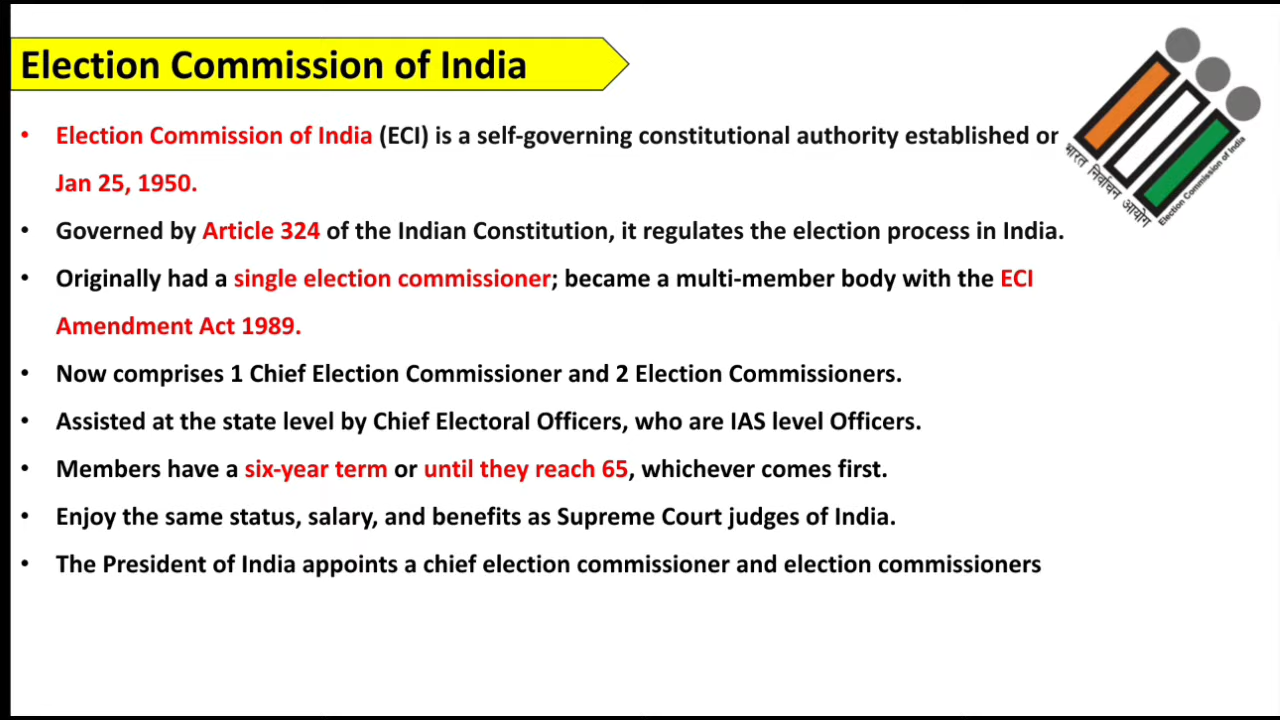 Election Commission of India
• Election Commission of India (ECI) is a self-governing constitutional authority established or
Jan 25, 1950.
• Governed by Article 324 of the Indian Constitution, it regulates the election process in India.
• Originally had a single election commissioner; became a multi-member body with the ECI
Amendment Act 1989.
• Now comprises 1 Chief Election Commissioner and 2 Election Commissioners.
• Assisted at the state level by Chief Electoral Officers, who are IAS level Officers.
• Members have a six-year term or until they reach 65, whichever comes first.
• Enjoy the same status, salary, and benefits as Supreme Court judges of India.
• The President of India appoints a chief election commissioner and election commissioners
भारत निर्वाचन आयोग
Election Commission of India